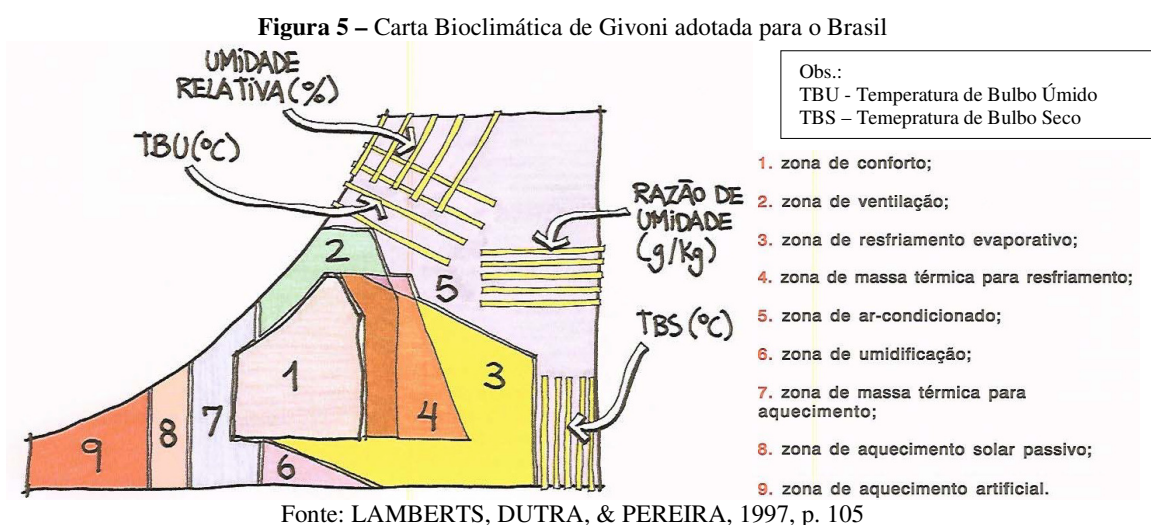 Figura 5 – Carta Bioclimática de Givoni adotada para o Brasil
UMIDADE
RELATIVA (%)
TBU (°C)
RAZÃO DE
UMIDADE
(g/Kg)
TBS (°C)
1
2
3
4
5
6
7
8
9
Obs.:
TBU - Temperatura de Bulbo Úmido
TBS – Temepratura de Bulbo Seco
1. zona de conforto;
2. zona de ventilação;
3. zona de resfriamento evaporativo;
4. zona de massa térmica para resfriamento;
5. zona de ar-condicionado;
6. zona de umidificação;
7. zona de massa térmica para
aquecimento;
8. zona de aquecimento solar passivo;
9. zona de aquecimento artificial.
Fonte: LAMBERTS, DUTRA, & PEREIRA, 1997, p. 105